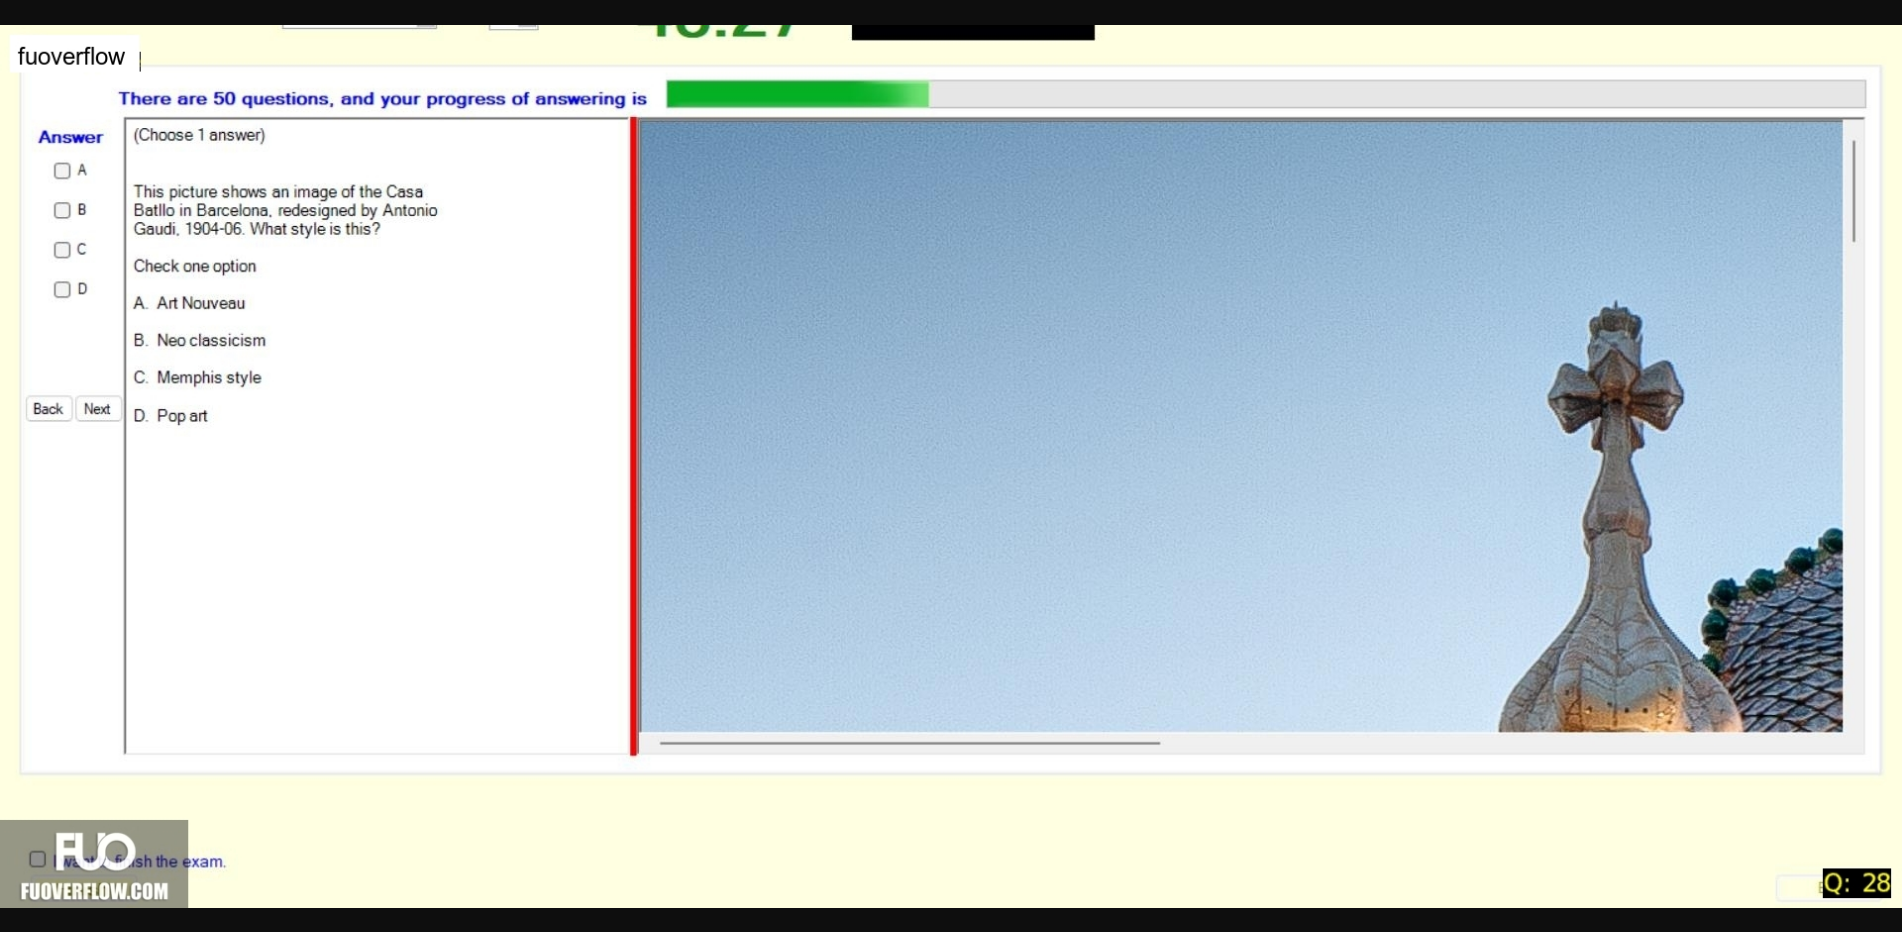 fuoverflow
There are 50 questions, and your progress of answering is
Answer
A
B
C
D
Back Next
(Choose 1 answer)
This picture shows an image of the Casa
Batllo in Barcelona, redesigned by Antonio
Gaudi, 1904-06. What style is this?
Check one option
A. Art Nouveau
B. Neo classicism
C. Memphis style
D. Pop art
FUO
FUOVERFLOW.COM
I want finish the exam.
Q: 28